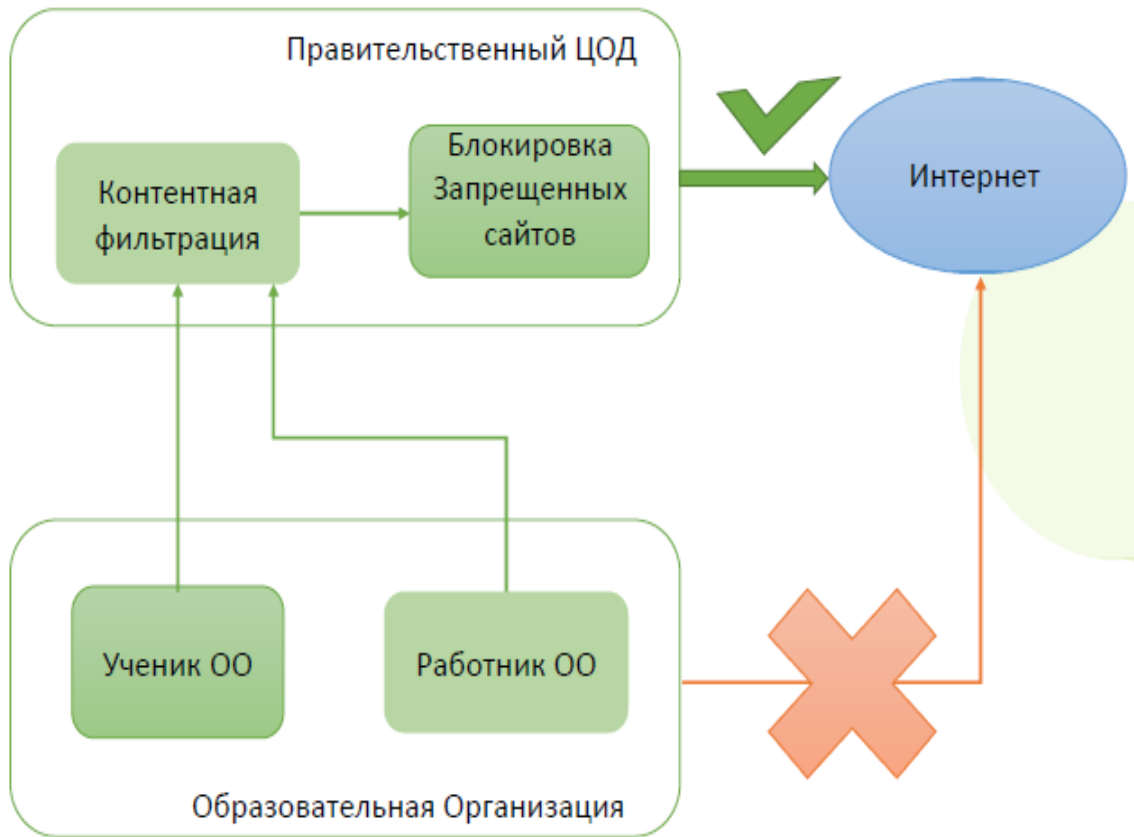 Правительственный ЦОД
Контентная
фильтрация
Блокировка
Запрещенных
сайтов
Интернет
Ученик ОО
Работник ОО
Образовательная Организация